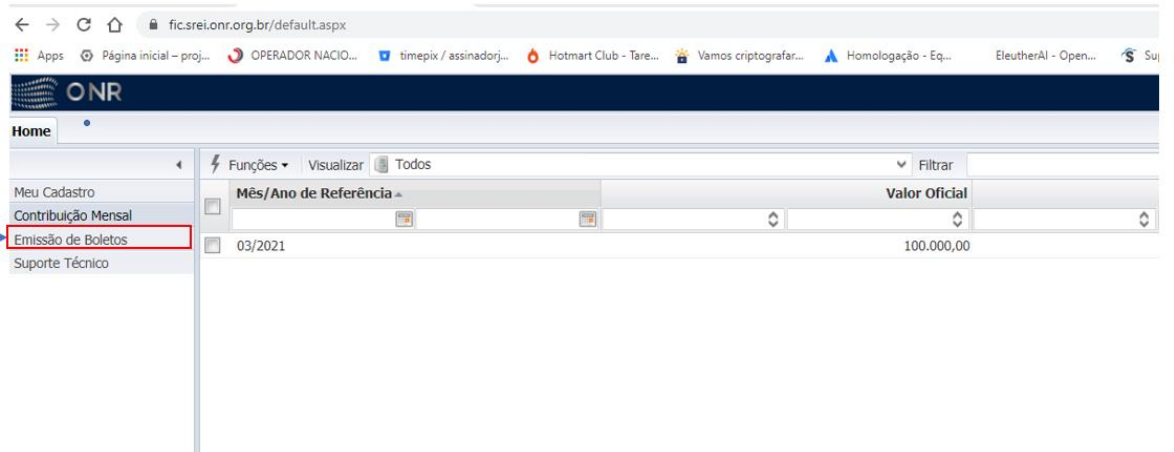 fic.srei.onr.org.br/default.aspx
Apps Página inicial – proj... OPERADOR NACIO... timepix / assinadorj... Hotmart Club - Tare... Vamos criptografar... Homologação - Eq... EleutherAI - Open... Su
ONR
Home
Funções Visualizar Todos Filtrar
Meu Cadastro
Mês/Ano de Referência Valor Oficial
Contribuição Mensal
Emissão de Boletos
03/2021 100.000,00
Suporte Técnico